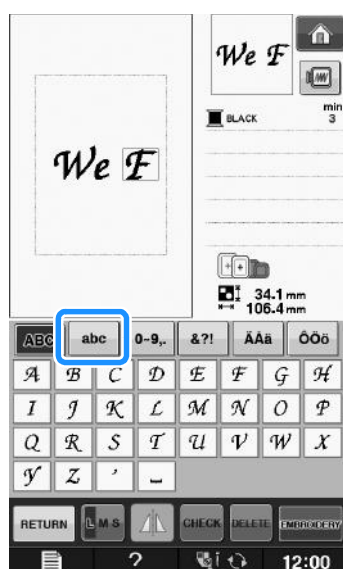 We F
BLACK
min
3
We F
34.1 mm
106.4 mm
ABC abc 0~9,. &?! ÄÅä ÔÖö
A B C D E F G H
I J K L M N O P
Q R S T U V W X
Y Z ' ⎵
RETURN L M S CHECK DELETE EMBROIDERY
? i 12:00